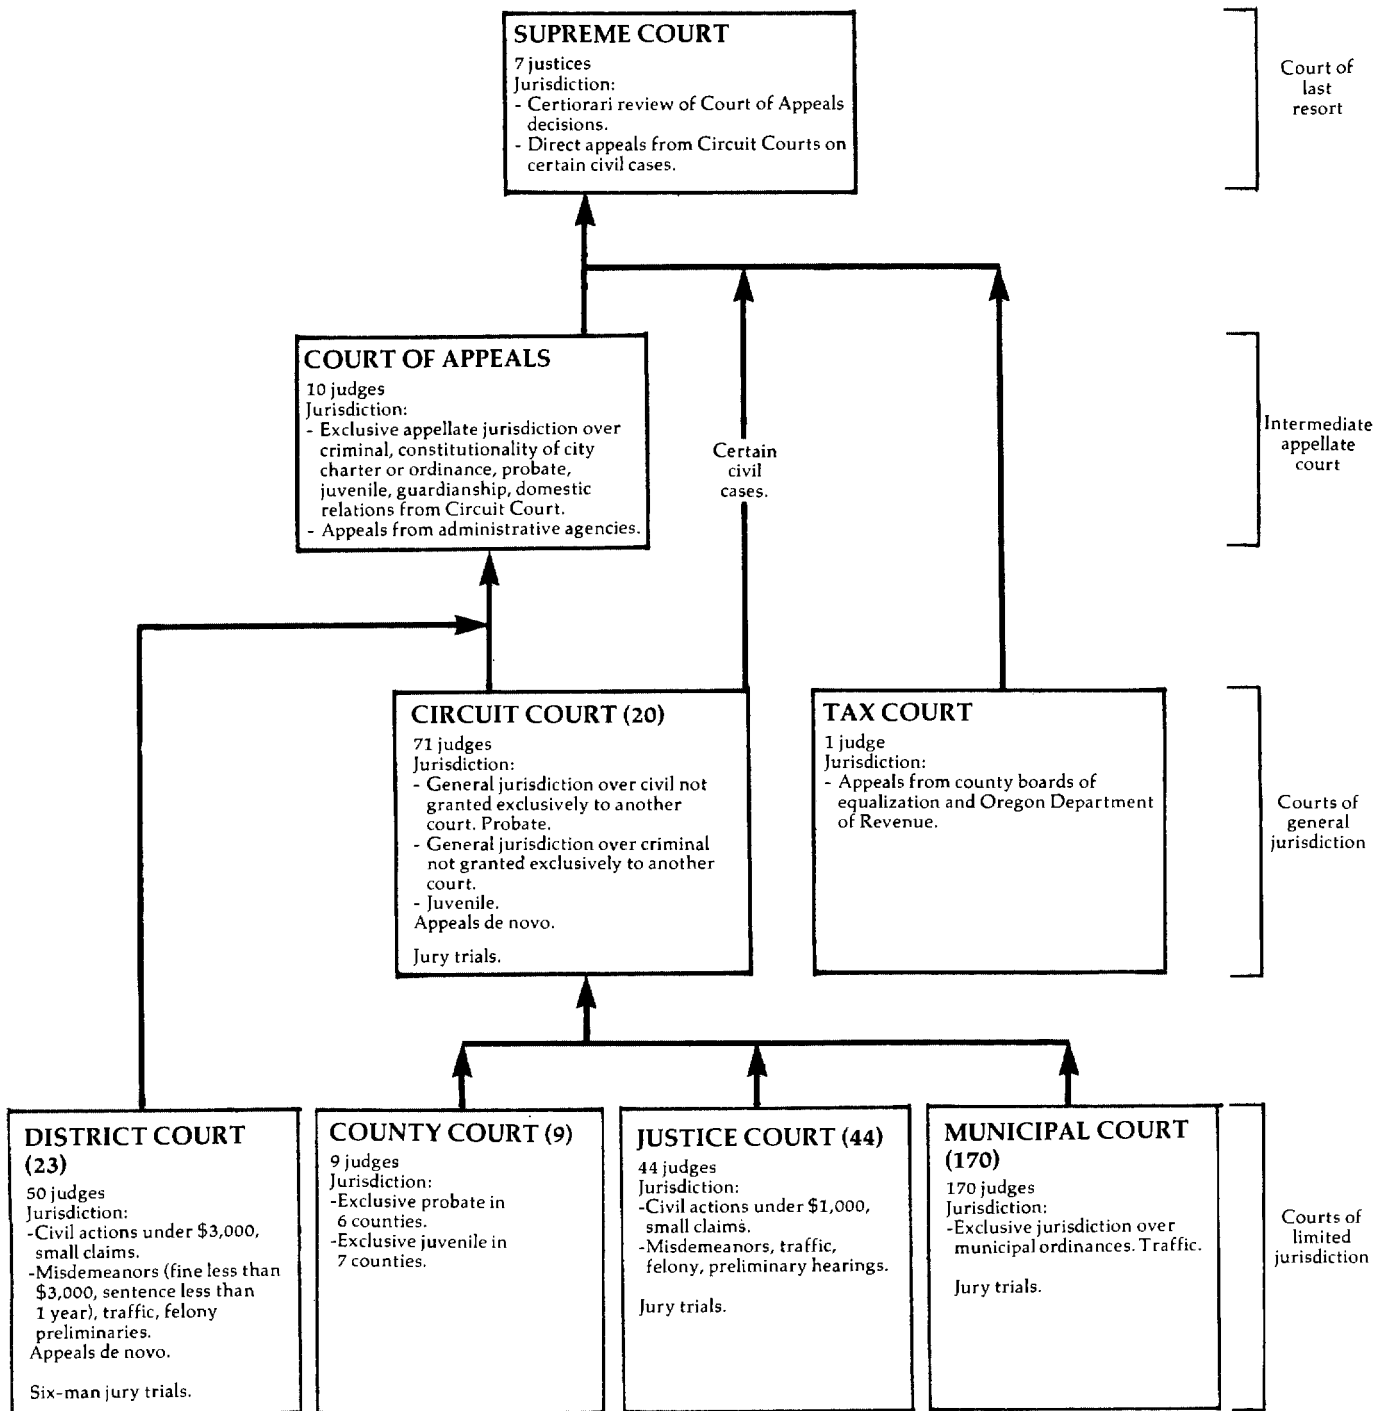 SUPREME COURT
7 justices
Jurisdiction:
- Certiorari review of Court of Appeals
decisions.
- Direct appeals from Circuit Courts on
certain civil cases.
Court of
last
resort
COURT OF APPEALS
10 judges
Jurisdiction:
- Exclusive appellate jurisdiction over
criminal, constitutionality of city
charter or ordinance, probate,
juvenile, guardianship, domestic
relations from Circuit Court.
- Appeals from administrative agencies.
Certain
civil
cases.
Intermediate
appellate
court
CIRCUIT COURT (20)
71 judges
Jurisdiction:
- General jurisdiction over civil not
granted exclusively to another
court. Probate.
- General jurisdiction over criminal
not granted exclusively to another
court.
- Juvenile.
Appeals de novo.
Jury trials.
TAX COURT
1 judge
Jurisdiction:
- Appeals from county boards of
equalization and Oregon Department
of Revenue.
Courts of
general
jurisdiction
DISTRICT COURT
(23)
50 judges
Jurisdiction:
-Civil actions under $3,000,
small claims.
-Misdemeanors (fine less than
$3,000, sentence less than
1 year), traffic, felony
preliminaries.
Appeals de novo.
Six-man jury trials.
COUNTY COURT (9)
9 judges
Jurisdiction:
-Exclusive probate in
6 counties.
-Exclusive juvenile in
7 counties.
JUSTICE COURT (44)
44 judges
Jurisdiction:
-Civil actions under $1,000,
small claims.
-Misdemeanors, traffic,
felony, preliminary hearings.
Jury trials.
MUNICIPAL COURT
(170)
170 judges
Jurisdiction:
-Exclusive jurisdiction over
municipal ordinances. Traffic.
Jury trials.
Courts of
limited
jurisdiction